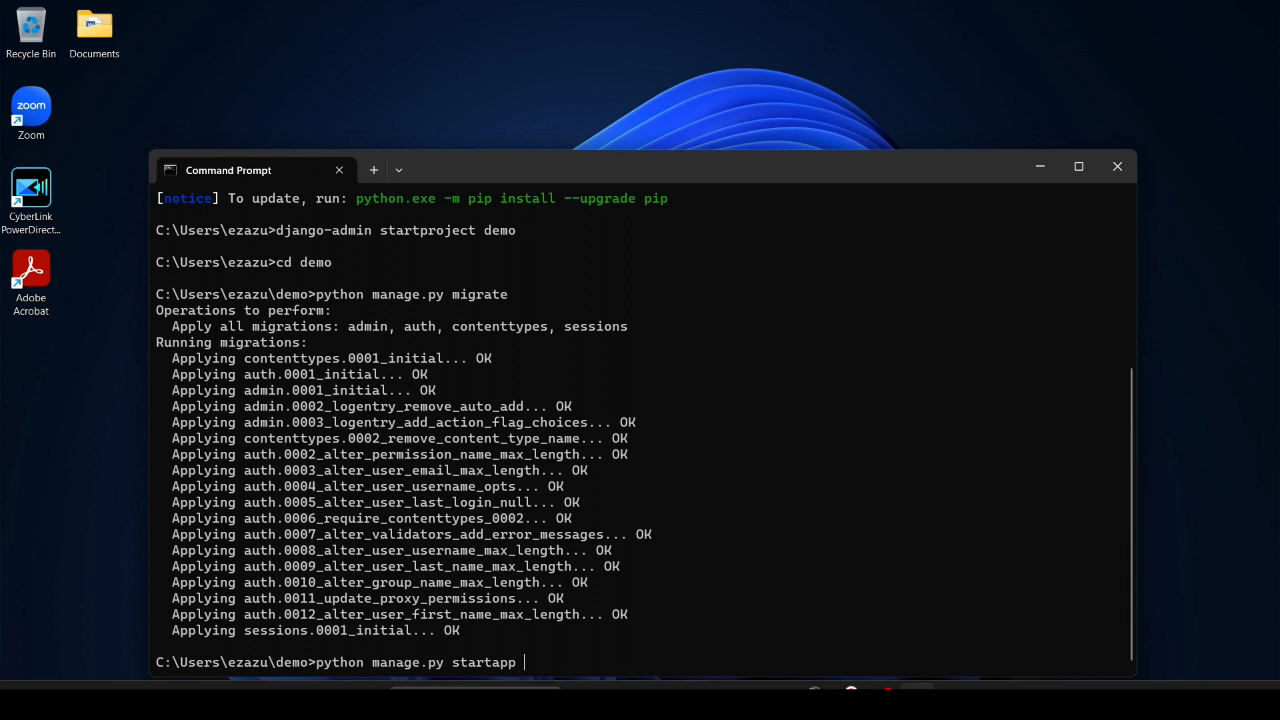 Recycle Bin
Documents
zoom
Zoom
CyberLink
PowerDirect...
Adobe
Acrobat
Command Prompt
[notice] To update, run: python.exe -m pip install --upgrade pip
C:\Users\ezazu>django-admin startproject demo
C:\Users\ezazu>cd demo
C:\Users\ezazu\demo>python manage.py migrate
Operations to perform:
Apply all migrations: admin, auth, contenttypes, sessions
Running migrations:
Applying contenttypes.0001_initial... OK
Applying auth.0001_initial... OK
Applying admin.0001_initial... OK
Applying admin.0002_logentry_remove_auto_add... OK
Applying admin.0003_logentry_add_action_flag_choices... OK
Applying contenttypes.0002_remove_content_type_name... OK
Applying auth.0002_alter_permission_name_max_length... OK
Applying auth.0003_alter_user_email_max_length... OK
Applying auth.0004_alter_user_username_opts... OK
Applying auth.0005_alter_user_last_login_null... OK
Applying auth.0006_require_contenttypes_0002... OK
Applying auth.0007_alter_validators_add_error_messages... OK
Applying auth.0008_alter_user_username_max_length... OK
Applying auth.0009_alter_user_last_name_max_length... OK
Applying auth.0010_alter_group_name_max_length... OK
Applying auth.0011_update_proxy_permissions... OK
Applying auth.0012_alter_user_first_name_max_length... OK
Applying sessions.0001_initial... OK
C:\Users\ezazu\demo>python manage.py startapp